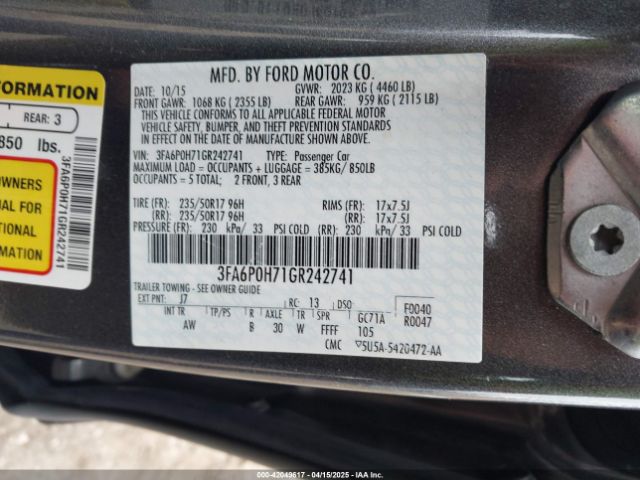 FORMATION
REAR: 3
850 lbs.
OWNERS
UAL FOR
TIONAL
MATION
3FA6P0H71GR242741
MFD. BY FORD MOTOR CO.
DATE: 10/15 GVWR: 2023 KG ( 4460 LB)
FRONT GAWR: 1068 KG ( 2355 LB) REAR GAWR: 959 KG ( 2115 LB)
THIS VEHICLE CONFORMS TO ALL APPLICABLE FEDERAL MOTOR
VEHICLE SAFETY, BUMPER, AND THEFT PREVENTION STANDARDS
IN EFFECT ON THE DATE OF MANUFACTURE SHOWN ABOVE.
VIN: 3FA6P0H71GR242741 TYPE: Passenger Car
MAXIMUM LOAD = OCCUPANTS + LUGGAGE = 385KG/ 850LB
OCCUPANTS = 5 TOTAL; 2 FRONT, 3 REAR
TIRE (FR): 235/50R17 96H RIMS (FR): 17x7.5J
(RR): 235/50R17 96H (RR): 17x7.5J
PRESSURE (FR): 230 kPa/ 33 PSI COLD (RR): 230 kPa/ 33 PSI COLD
3FA6P0H71GR242741
TRAILER TOWING - SEE OWNER GUIDE
EXT PNT: J7 RC: 13 DSO: F0040
INT TR TP/PS R AXLE TR SPR GC71A R0047
AW B 30 W FFFF 105
CMC 5U5A-5420472-AA
IMAGE: 42049617 - 04/15/2025 - IAA Inc.